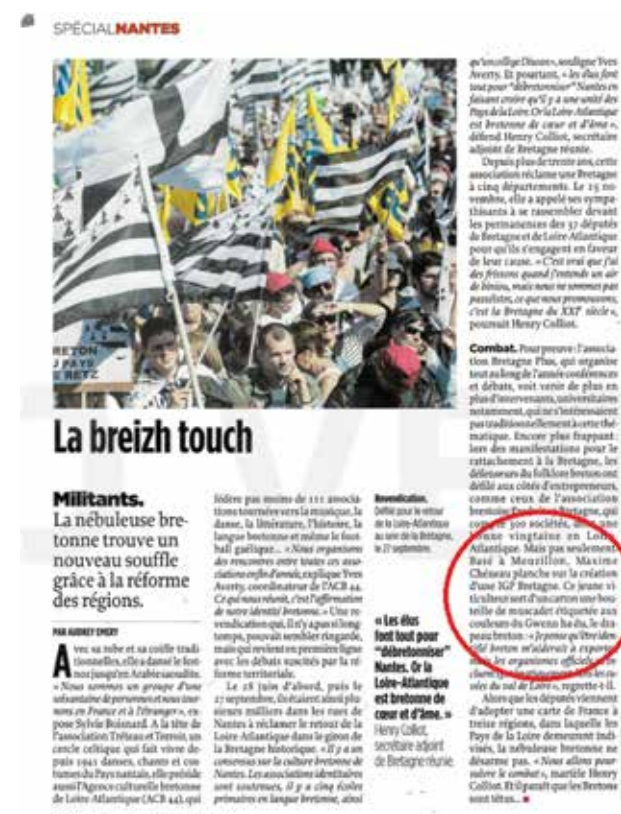 SPÉCIAL NANTES
RETON
PAYS
RETZ
La breizh touch
Militants.
La nébuleuse bre-
tonne trouve un
nouveau souffle
grâce à la réforme
des régions.
PAR AUDREY EMERY
Avec sa robe et sa coiffe tradi-
tionnelles, elle a dansé le fest-
noz jusqu'en Arabie saoudite.
« Nous sommes un groupe d'une
soixantaine de personnes et nous tour-
nons en France et à l'étranger », ex-
pose Sylvie Boisnard. A la tête de
l'association Tréteau et Terroir, un
cercle celtique qui fait vivre de-
puis 1941 danses, chants et cos-
tumes du Pays nantais, elle préside
aussi l'Agence culturelle bretonne
de Loire-Atlantique (ACB 44), qui
fédère pas moins de 111 associa-
tions tournées vers la musique, la
danse, la littérature, l'histoire, la
langue bretonne et même le foot-
ball gaélique... « Nous organisons
des rencontres entre toutes ces asso-
ciations en fin d'année, explique Yves
Averty, coordinateur de l'ACB 44.
Ce qui nous réunit, c'est l'affirmation
de notre identité bretonne. » Une re-
vendication qui, il n'y a pas si long-
temps, pouvait sembler ringarde,
mais qui revient en première ligne
avec les débats suscités par la ré-
forme territoriale.
Le 28 juin d'abord, puis le
27 septembre, ils étaient ainsi plu-
sieurs milliers dans les rues de
Nantes à réclamer le retour de la
Loire-Atlantique dans le giron de
la Bretagne historique. « Il y a un
consensus sur la culture bretonne de
Nantes. Les associations identitaires
sont soutenues, il y a cinq écoles
primaires en langue bretonne, ainsi
Revendication.
Défilé pour le retour
de la Loire-Atlantique
au sein de la Bretagne,
le 27 septembre.
« Les élus
font tout pour
"débretonniser"
Nantes. Or la
Loire-Atlantique
est bretonne de
cœur et d'âme. »
Henry Colliot,
secrétaire adjoint
de Bretagne réunie.
qu'un collège Diwan », souligne Yves
Averty. Et pourtant, « les élus font
tout pour "débretonniser" Nantes en
faisant croire qu'il y a une unité des
Pays de la Loire. Or la Loire-Atlantique
est bretonne de cœur et d'âme »,
défend Henry Colliot, secrétaire
adjoint de Bretagne réunie.
Depuis plus de trente ans, cette
association réclame une Bretagne
à cinq départements. Le 15 no-
vembre, elle a appelé ses sympa-
thisants à se rassembler devant
les permanences des 37 députés
de Bretagne et de Loire-Atlantique
pour qu'ils s'engagent en faveur
de leur cause. « C'est vrai que j'ai
des frissons quand j'entends un air
de biniou, mais nous ne sommes pas
passéistes, ce que nous promouvons,
c'est la Bretagne du XXIe siècle »,
poursuit Henry Colliot.
Combat. Pour preuve : l'associa-
tion Bretagne Plus, qui organise
tout au long de l'année conférences
et débats, voit venir de plus en
plus d'intervenants, universitaires
notamment, qui ne s'intéressaient
pas traditionnellement à cette thé-
matique. Encore plus frappant :
lors des manifestations pour le
rattachement à la Bretagne, les
défenseurs du folklore breton ont
défilé aux côtés d'entrepreneurs,
comme ceux de l'association
bretonne Produit en Bretagne, qui
compte 300 sociétés, dont une
bonne vingtaine en Loire-
Atlantique. Mais pas seulement.
Basé à Mouzillon, Maxime
Chéneau planche sur la création
d'une IGP Bretagne. Ce jeune vi-
ticulteur sort d'un carton une bou-
teille de muscadet étiquetée aux
couleurs du Gwenn ha du, le dra-
peau breton : « Je pense qu'être iden-
tifié breton m'aiderait à exporter,
mais les organismes officiels
vers les vi-
coles du val de Loire », regrette-t-il.
Alors que les députés viennent
d'adopter une carte de France à
treize régions, dans laquelle les
Pays de la Loire demeurent indi-
visés, la nébuleuse bretonne ne
désarme pas. « Nous allons pour-
suivre le combat », martèle Henry
Colliot. Et il paraît que les Bretons
sont têtus...